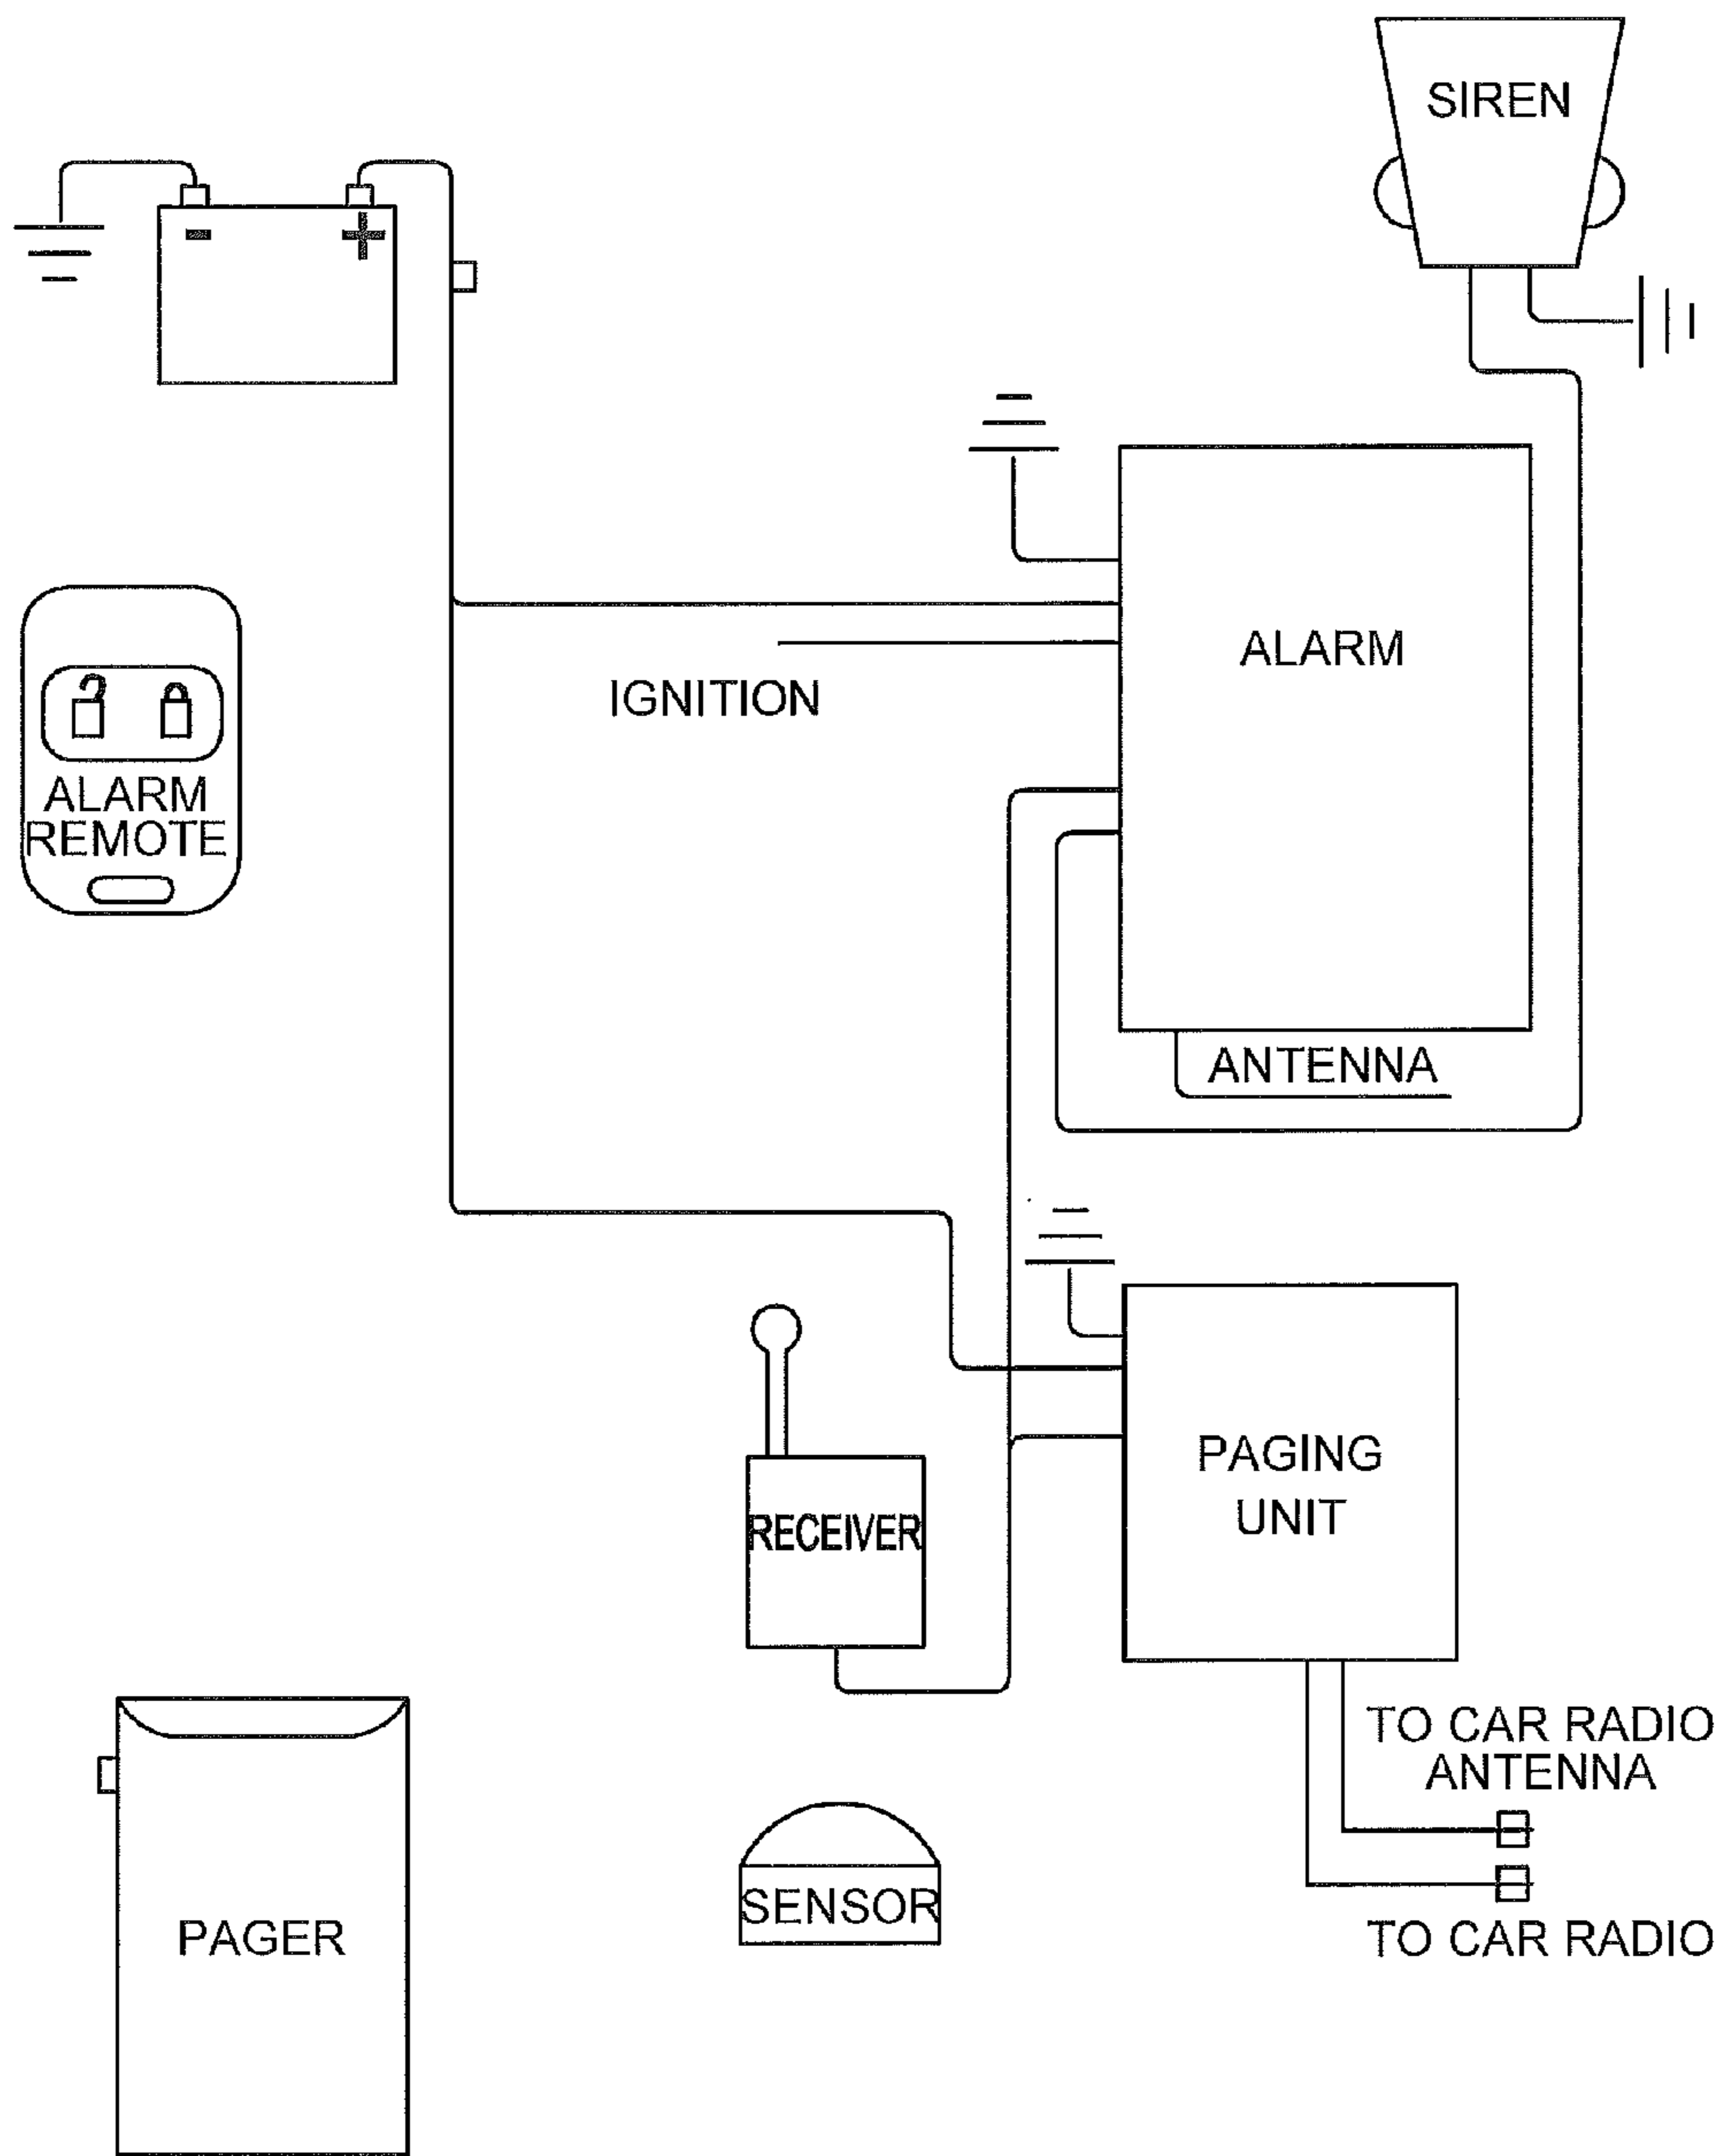 SIREN
-
+
ALARM
IGNITION
ALARM
REMOTE
ANTENNA
PAGING
UNIT
RECEIVER
TO CAR RADIO
ANTENNA
SENSOR
PAGER
TO CAR RADIO